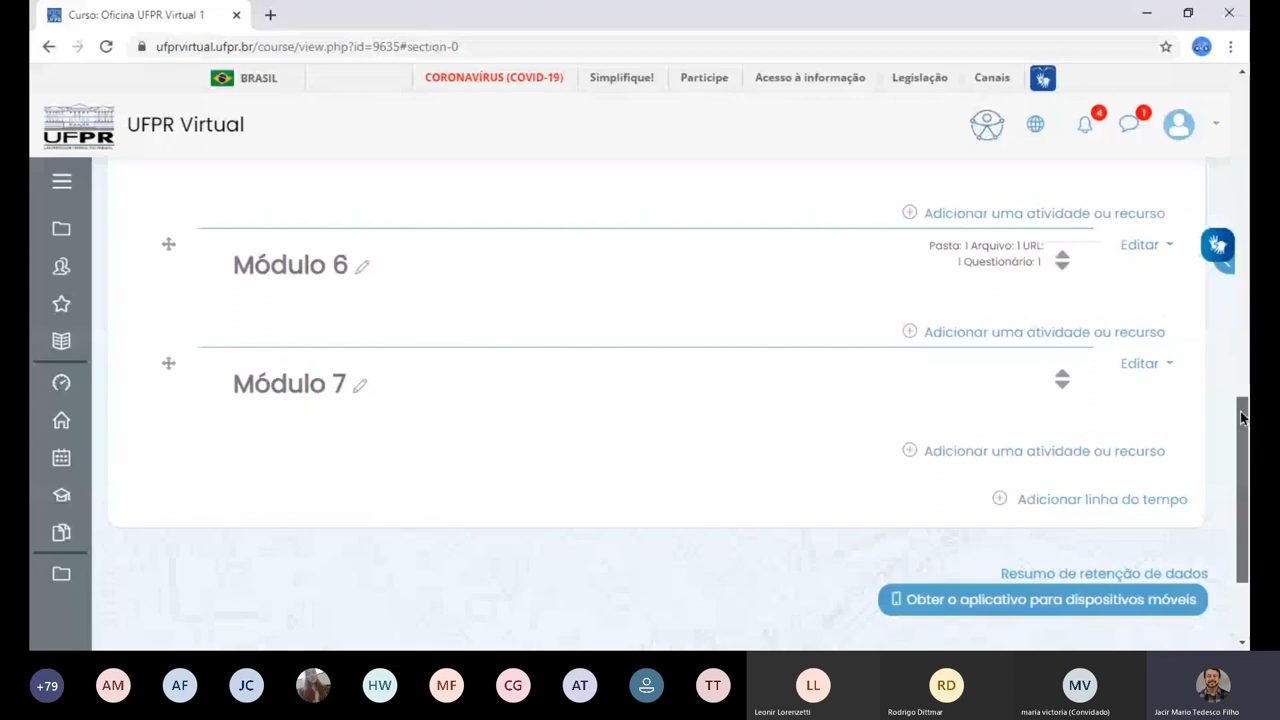 Curso: Oficina UFPR Virtual 1
ufprvirtual.ufpr.br/course/view.php?id=9635#section-0
BRASIL
CORONAVÍRUS (COVID-19)
Simplifique!
Participe
Acesso à informação
Legislação
Canais
UFPR
UFPR Virtual
4
1
Adicionar uma atividade ou recurso
Módulo 6
Pasta: 1 Arquivo: 1 URL:
1 Questionário: 1
Editar
Adicionar uma atividade ou recurso
Módulo 7
Editar
Adicionar uma atividade ou recurso
Adicionar linha do tempo
Resumo de retenção de dados
Obter o aplicativo para dispositivos móveis
+79
AM
AF
JC
HW
MF
CG
AT
TT
LL
RD
MV
Leonir Lorenzetti
Rodrigo Dittmar
maria victoria (Convidado)
Jacir Mario Tedesco Filho